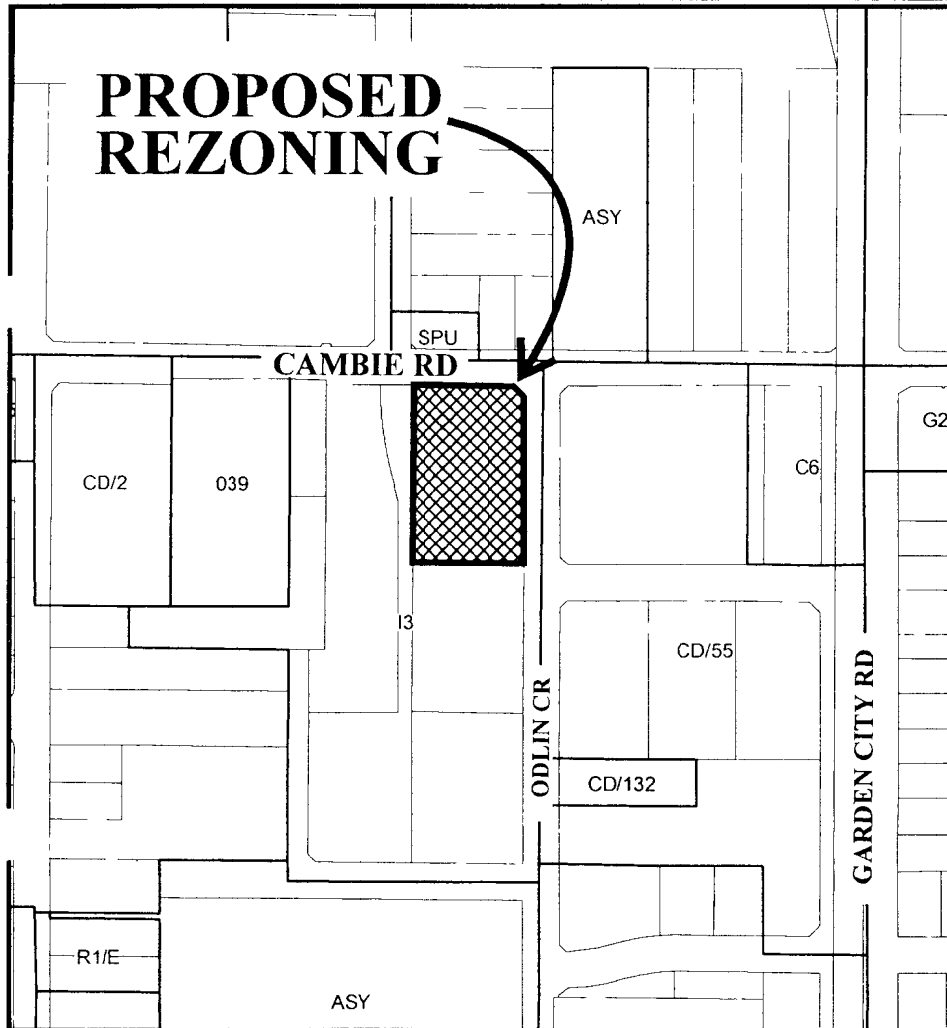 PROPOSED
REZONING
ASY
SPU
CAMBIE RD
G2
CD/2
039
C6
I3
CD/55
ODLIN CR
GARDEN CITY RD
CD/132
R1/E
ASY